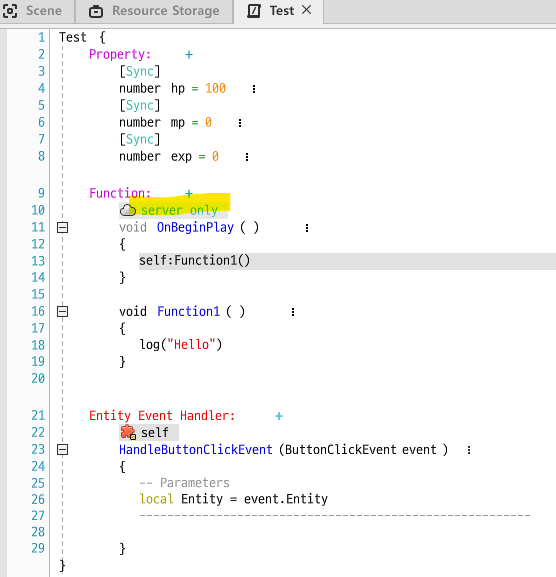 Scene Resource Storage Test
1 Test {
2 Property: +
3 [Sync]
4 number hp = 100
5 [Sync]
6 number mp = 0
7 [Sync]
8 number exp = 0
9 Function: +
10 server only
11 void OnBeginPlay ( )
12 {
13 self:Function1()
14 }
15
16 void Function1 ( )
17 {
18 log("Hello")
19 }
20
21 Entity Event Handler: +
22 self
23 HandleButtonClickEvent (ButtonClickEvent event )
24 {
25 -- Parameters
26 local Entity = event.Entity
27 --------------------------------------------------------
28
29 }
}